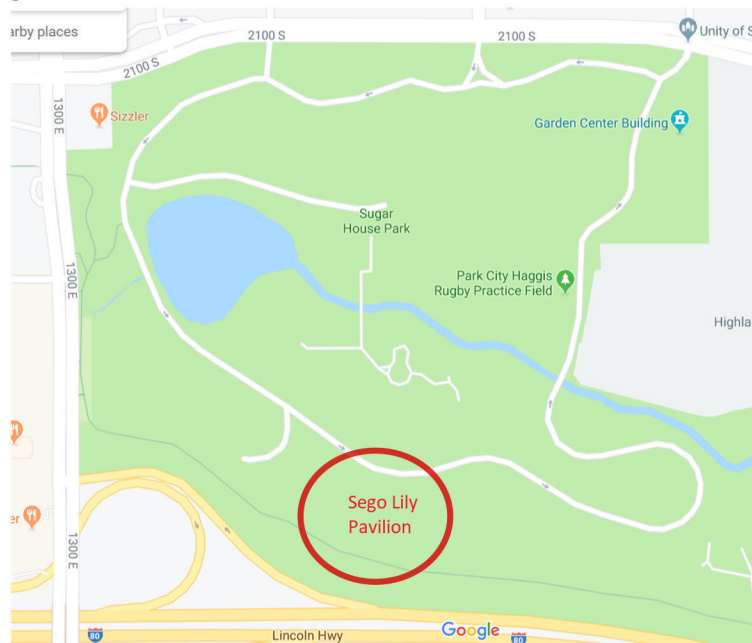 arby places
2100 S
2100 S
Unity of S
2100 S
1300 E
Sizzler
Garden Center Building
Sugar
House Park
1300 E
Park City Haggis
Rugby Practice Field
Highla
Sego Lily
Pavilion
er
1300 E
80
Lincoln Hwy
Google
80